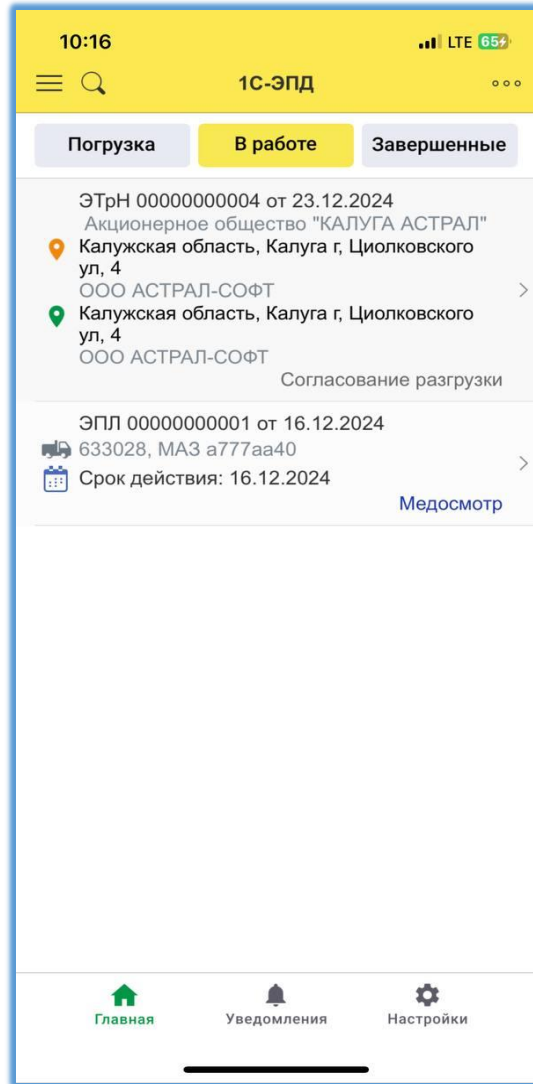 10:16
LTE 65
1С-ЭПД
Погрузка
В работе
Завершенные
ЭТрН 00000000004 от 23.12.2024
Акционерное общество "КАЛУГА АСТРАЛ"
Калужская область, Калуга г, Циолковского
ул, 4
ООО АСТРАЛ-СОФТ
Калужская область, Калуга г, Циолковского
ул, 4
ООО АСТРАЛ-СОФТ
Согласование разгрузки
ЭПЛ 00000000001 от 16.12.2024
633028, МАЗ а777аа40
Срок действия: 16.12.2024
Медосмотр
Главная
Уведомления
Настройки